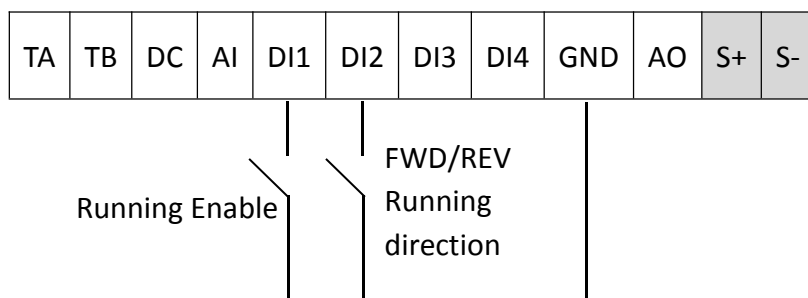 TA TB DC AI DI1 DI2 DI3 DI4 GND AO S+ S-
FWD/REV
Running Enable
Running
direction